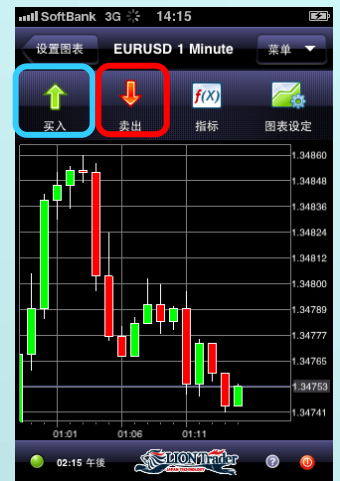 SoftBank 3G 14:15
设置图表 EURUSD 1 Minute 菜单
买入 卖出 f(X) 指标 图表设定
1.34860
1.34848
1.34836
1.34824
1.34812
1.34800
1.34789
1.34777
1.34765
1.34753
1.34741
01:01 01:06 01:11
02:15 午後 LION Trader ?
JAPAN TECHNOLOGY